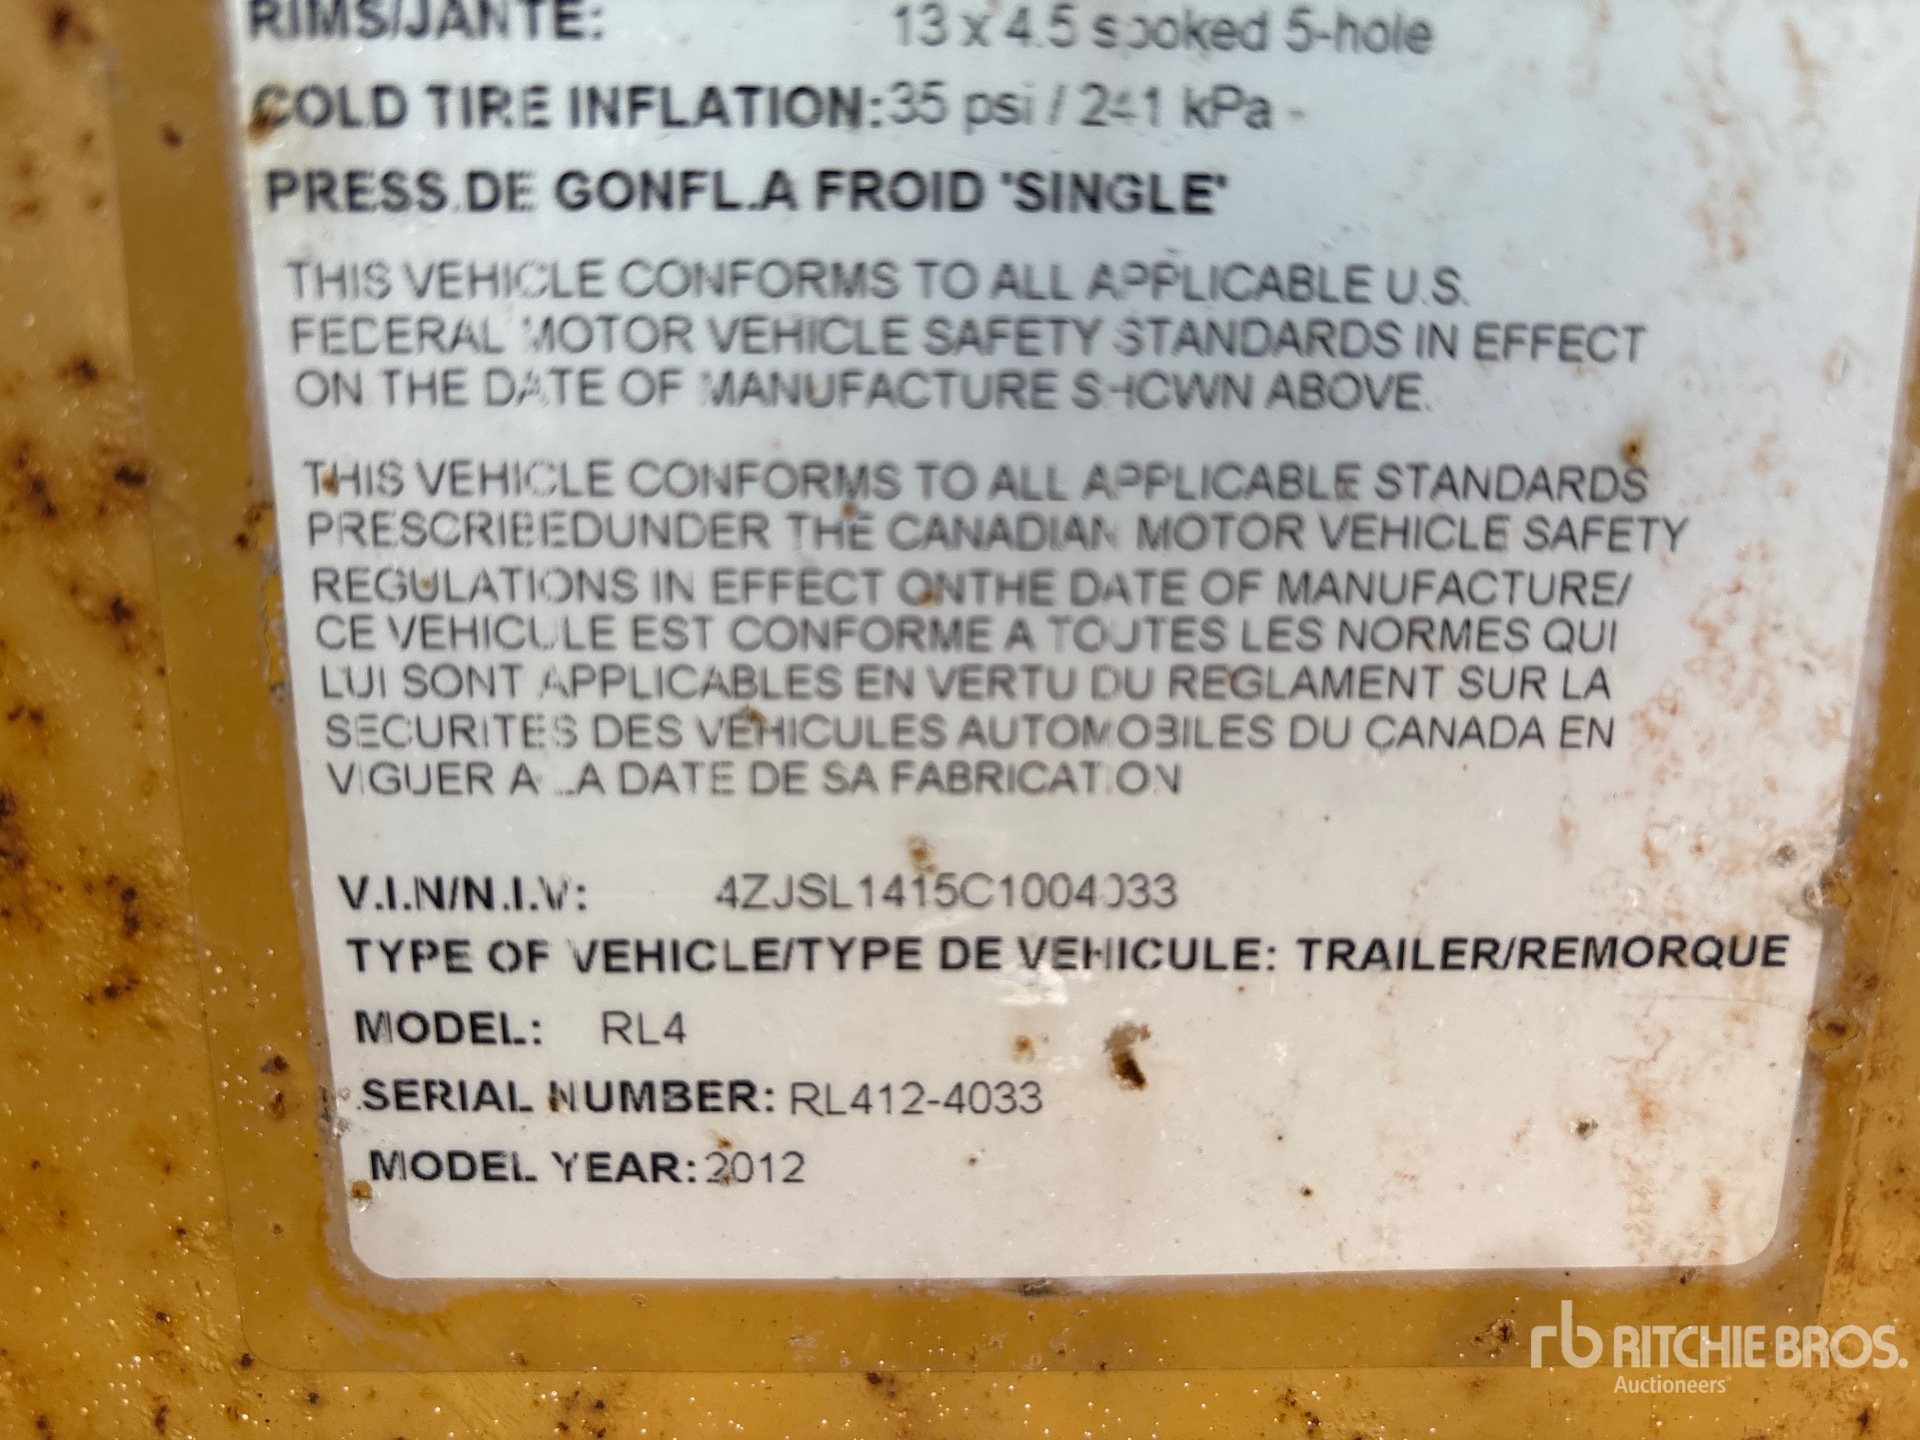 RIMS/JANTE: 13 x 4.5 spoked 5-hole
COLD TIRE INFLATION: 35 psi / 241 kPa -
PRESS.DE GONFL.A FROID 'SINGLE'
THIS VEHICLE CONFORMS TO ALL APPLICABLE U.S.
FEDERAL MOTOR VEHICLE SAFETY STANDARDS IN EFFECT
ON THE DATE OF MANUFACTURE SHOWN ABOVE.
THIS VEHICLE CONFORMS TO ALL APPLICABLE STANDARDS
PRESCRIBEDUNDER THE CANADIAN MOTOR VEHICLE SAFETY
REGULATIONS IN EFFECT ONTHE DATE OF MANUFACTURE/
CE VEHICULE EST CONFORME A TOUTES LES NORMES QUI
LUI SONT APPLICABLES EN VERTU DU REGLAMENT SUR LA
SECURITES DES VEHICULES AUTOMOBILES DU CANADA EN
VIGUER A LA DATE DE SA FABRICATION
V.I.N/N.I.V: 4ZJSL1415C1004033
TYPE OF VEHICLE/TYPE DE VEHICULE: TRAILER/REMORQUE
MODEL: RL4
SERIAL NUMBER: RL412-4033
MODEL YEAR: 2012
rb RITCHIE BROS.
Auctioneers